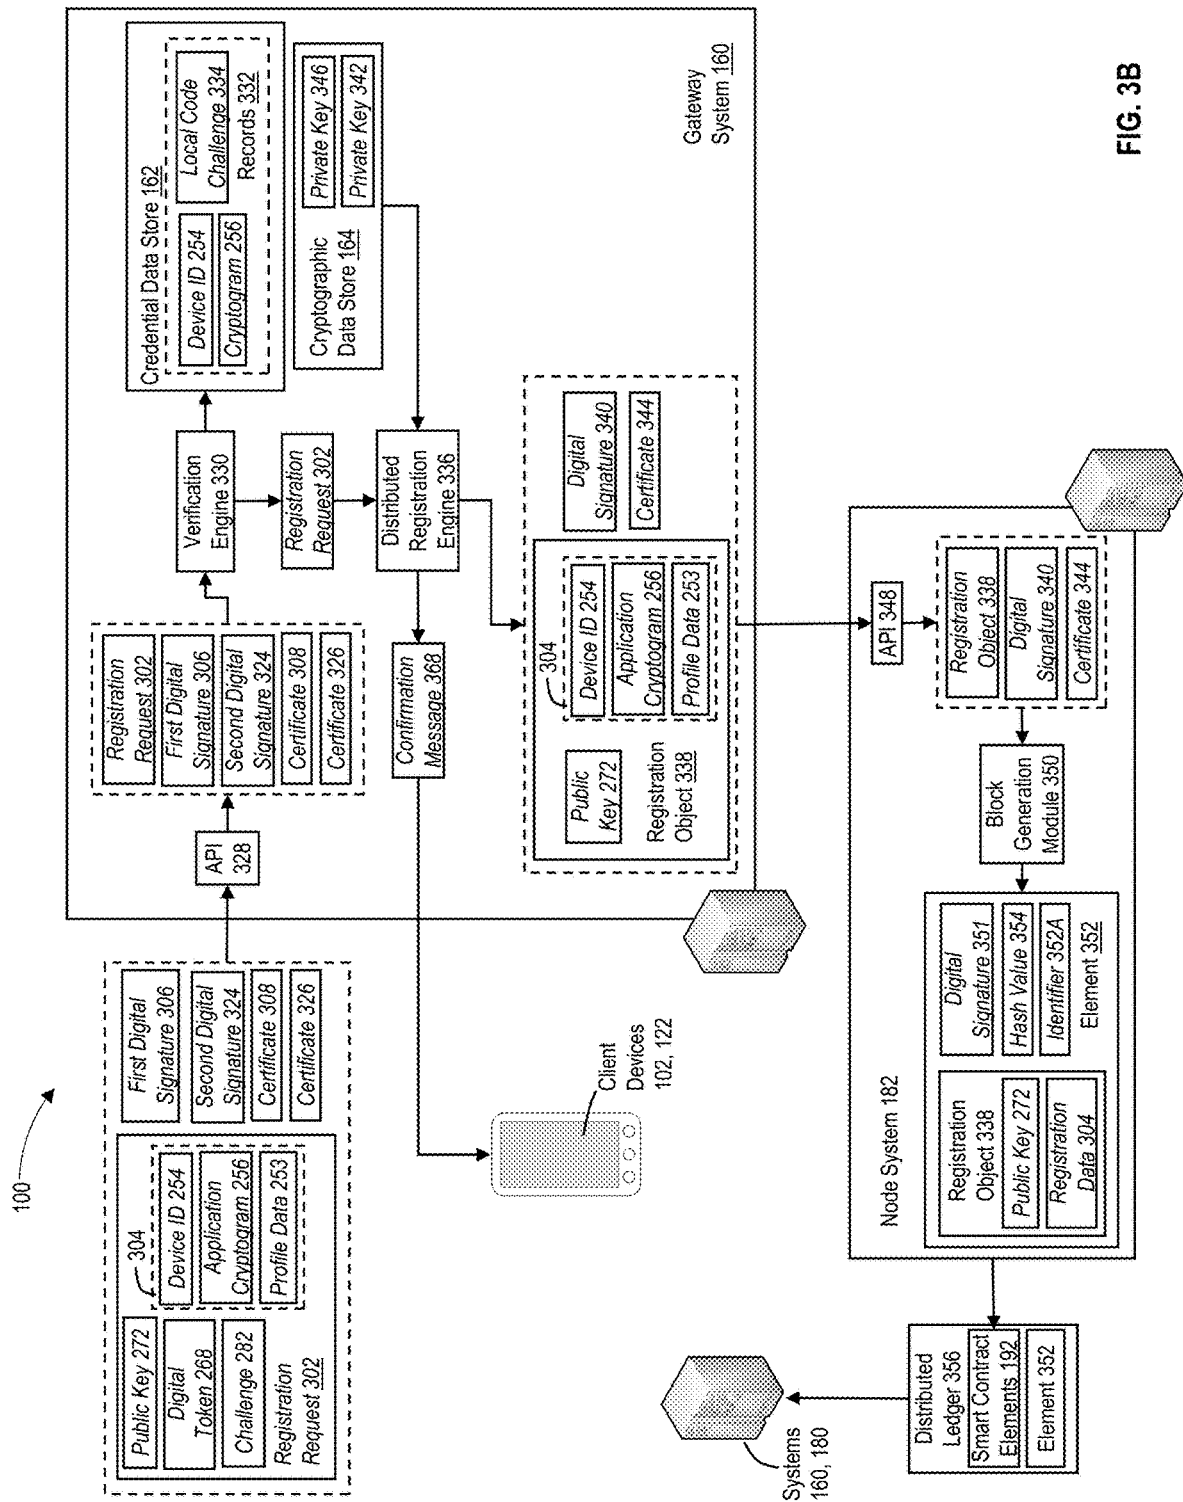 100
Public Key 272
Digital
Token 268
Challenge 282
Registration
Request 302
304
Device ID 254
Application
Cryptogram 256
Profile Data 253
First Digital
Signature 306
Second Digital
Signature 324
Certificate 308
Certificate 326
API
328
Registration
Request 302
First Digital
Signature 306
Second Digital
Signature 324
Certificate 308
Certificate 326
Verification
Engine 330
Credential Data Store 162
Device ID 254
Cryptogram 256
Local Code
Challenge 334
Records 332
Registration
Request 302
Cryptographic
Data Store 164
Private Key 346
Private Key 342
Distributed
Registration
Engine 336
Confirmation
Message 368
Client
Devices
102, 122
304
Device ID 254
Application
Cryptogram 256
Profile Data 253
Public
Key 272
Registration
Object 338
Digital
Signature 340
Certificate 344
Gateway
System 160
API 348
Registration
Object 338
Digital
Signature 340
Certificate 344
Block
Generation
Module 350
Node System 182
Registration
Object 338
Public Key 272
Registration
Data 304
Digital
Signature 351
Hash Value 354
Identifier 352A
Element 352
Distributed
Ledger 356
Smart Contract
Elements 192
Element 352
Systems
160, 180
FIG. 3B